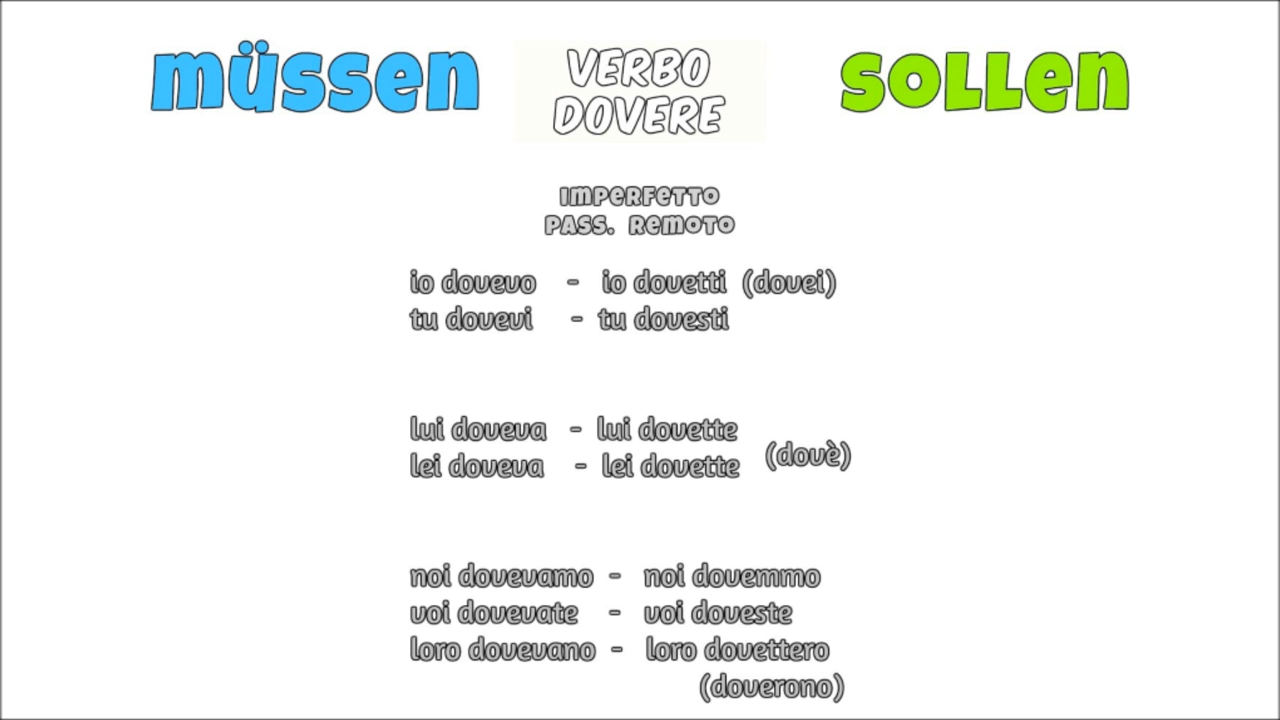 müssen
VERBO
DOVERE
sollen
imperfetto
pass. remoto
io dovevo - io dovetti (dovei)
tu dovevi - tu dovesti
lui doveva - lui dovette
lei doveva - lei dovette
(dovè)
noi dovevamo - noi dovemmo
voi dovevate - voi doveste
loro dovevano - loro dovettero
(doverono)